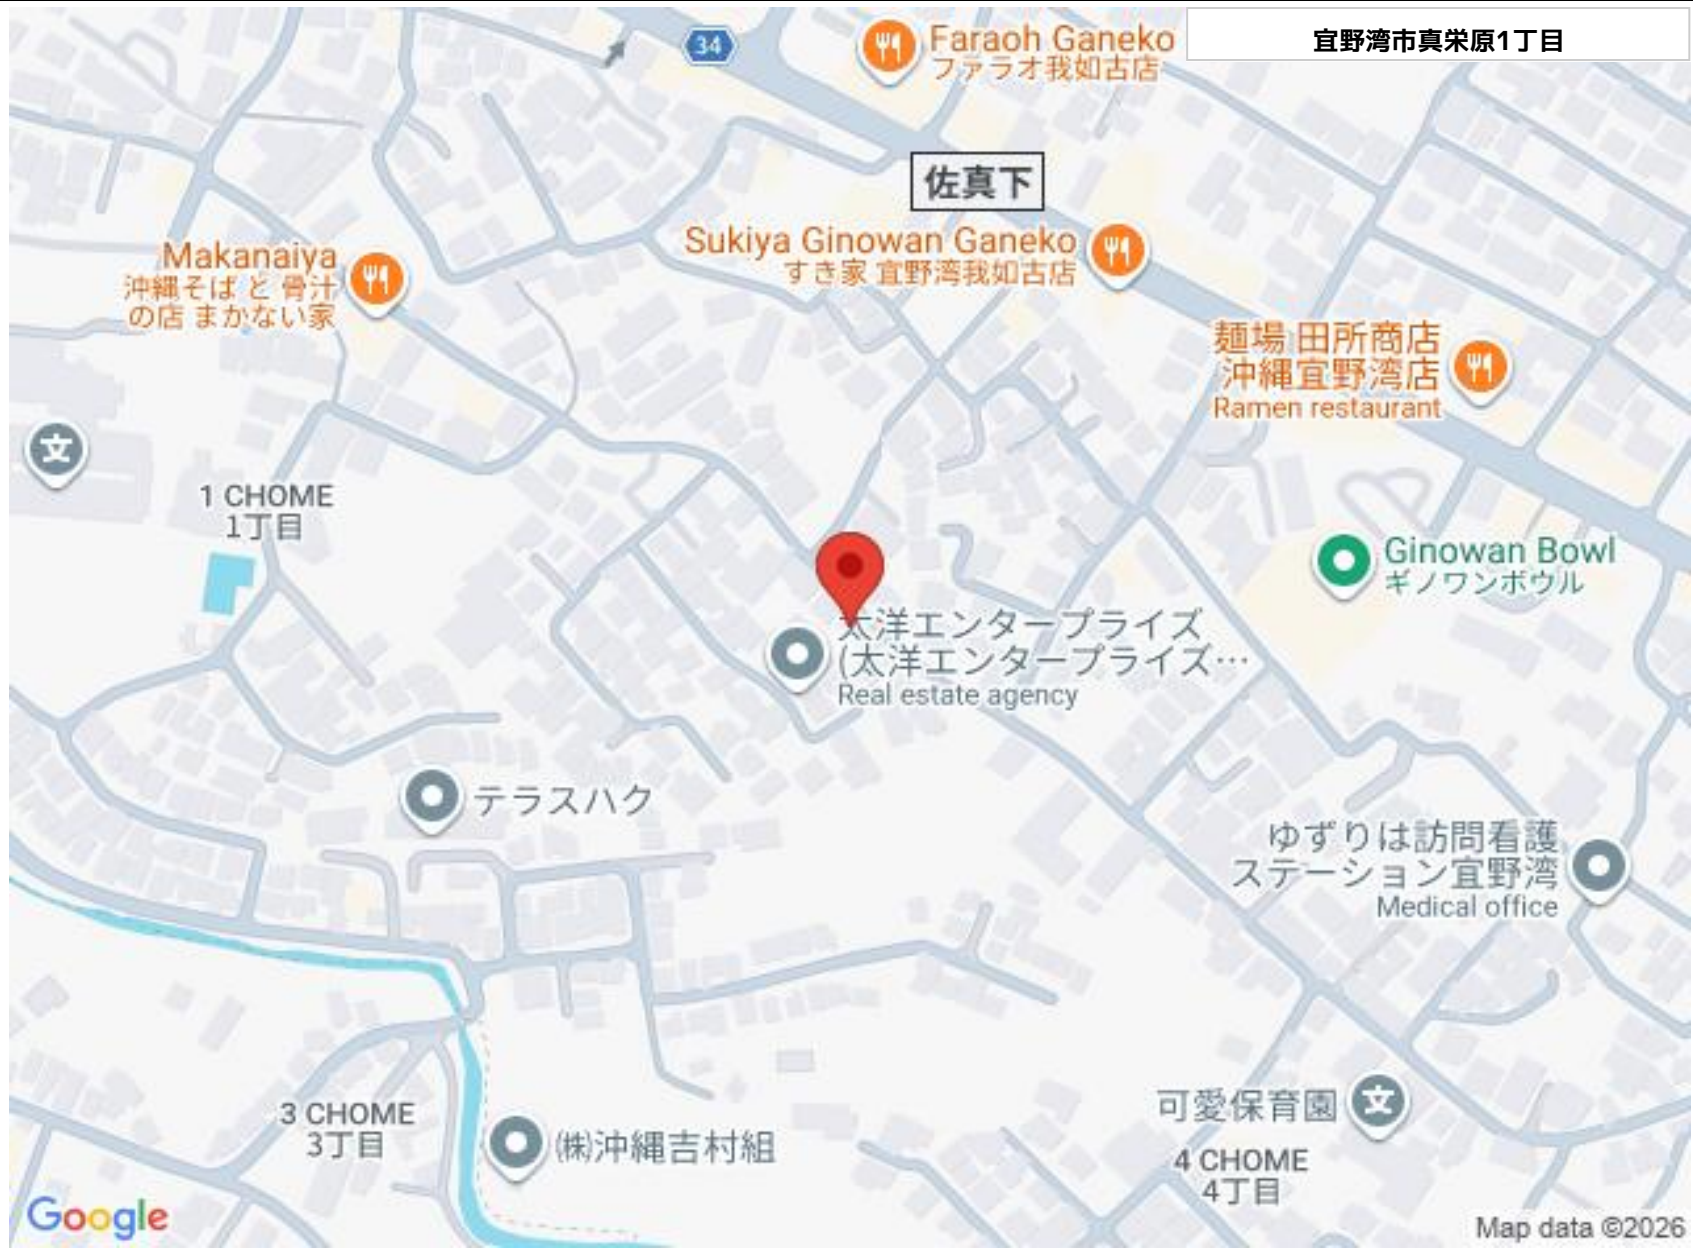 宜野湾市真栄原1丁目
34
Faraoh Ganeko
ファラオ我如古店
佐真下
Sukiya Ginowan Ganeko
すき家 宜野湾我如古店
Makanaiya
沖縄そば と 骨汁
の店 まかない家
麺場 田所商店
沖縄宜野湾店
Ramen restaurant
文
1 CHOME
1丁目
Ginowan Bowl
ギノワンボウル
太洋エンタープライズ
(太洋エンタープライズ…
Real estate agency
テラスハク
ゆずりは訪問看護
ステーション宜野湾
Medical office
可愛保育園
文
3 CHOME
3丁目
㈱沖縄吉村組
4 CHOME
4丁目
Google
Map data ©2026